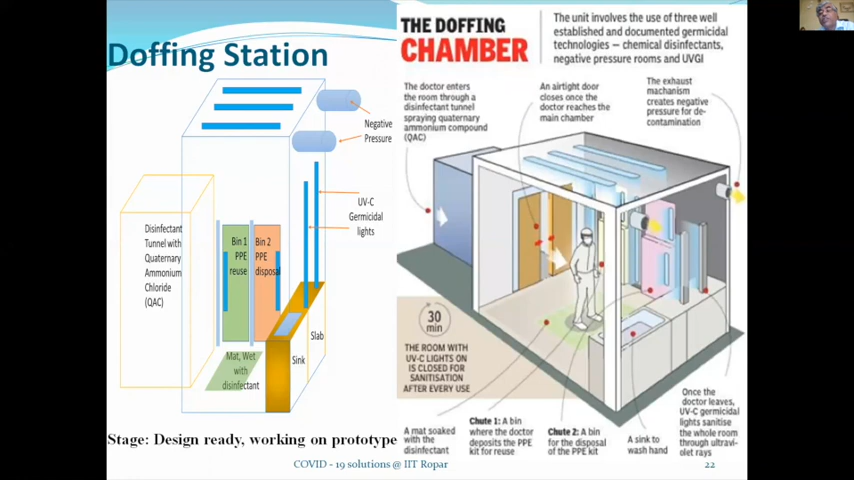 Doffing Station
Negative
Pressure
UV-C
Germicidal
lights
Disinfectant
Tunnel with
Quaternary
Ammonium
Chloride
(QAC)
Bin 1
PPE
reuse
Bin 2
PPE
disposal
Slab
Sink
Mat, Wet
with
disinfectant
Stage: Design ready, working on prototype
THE DOFFING
CHAMBER
The unit involves the use of three well
established and documented germicidal
technologies — chemical disinfectants,
negative pressure rooms and UVGI
The doctor enters
the room through a
disinfectant tunnel
spraying quaternary
ammonium compound
(QAC)
An airtight door
closes once the
doctor reaches the
main chamber
The exhaust
machanism
creates negative
pressure for de-
contamination
30
min
THE ROOM WITH
UV-C LIGHTS ON
IS CLOSED FOR
SANITISATION
AFTER EVERY USE
A mat soaked
with the
disinfectant
Chute 1: A bin
where the doctor
deposits the PPE
kit for reuse
Chute 2: A bin
for the disposal
of the PPE kit
A sink to
wash hand
Once the
doctor leaves,
UV-C germicidal
lights sanitise
the whole room
through ultravi-
olet rays
COVID - 19 solutions @ IIT Ropar
22